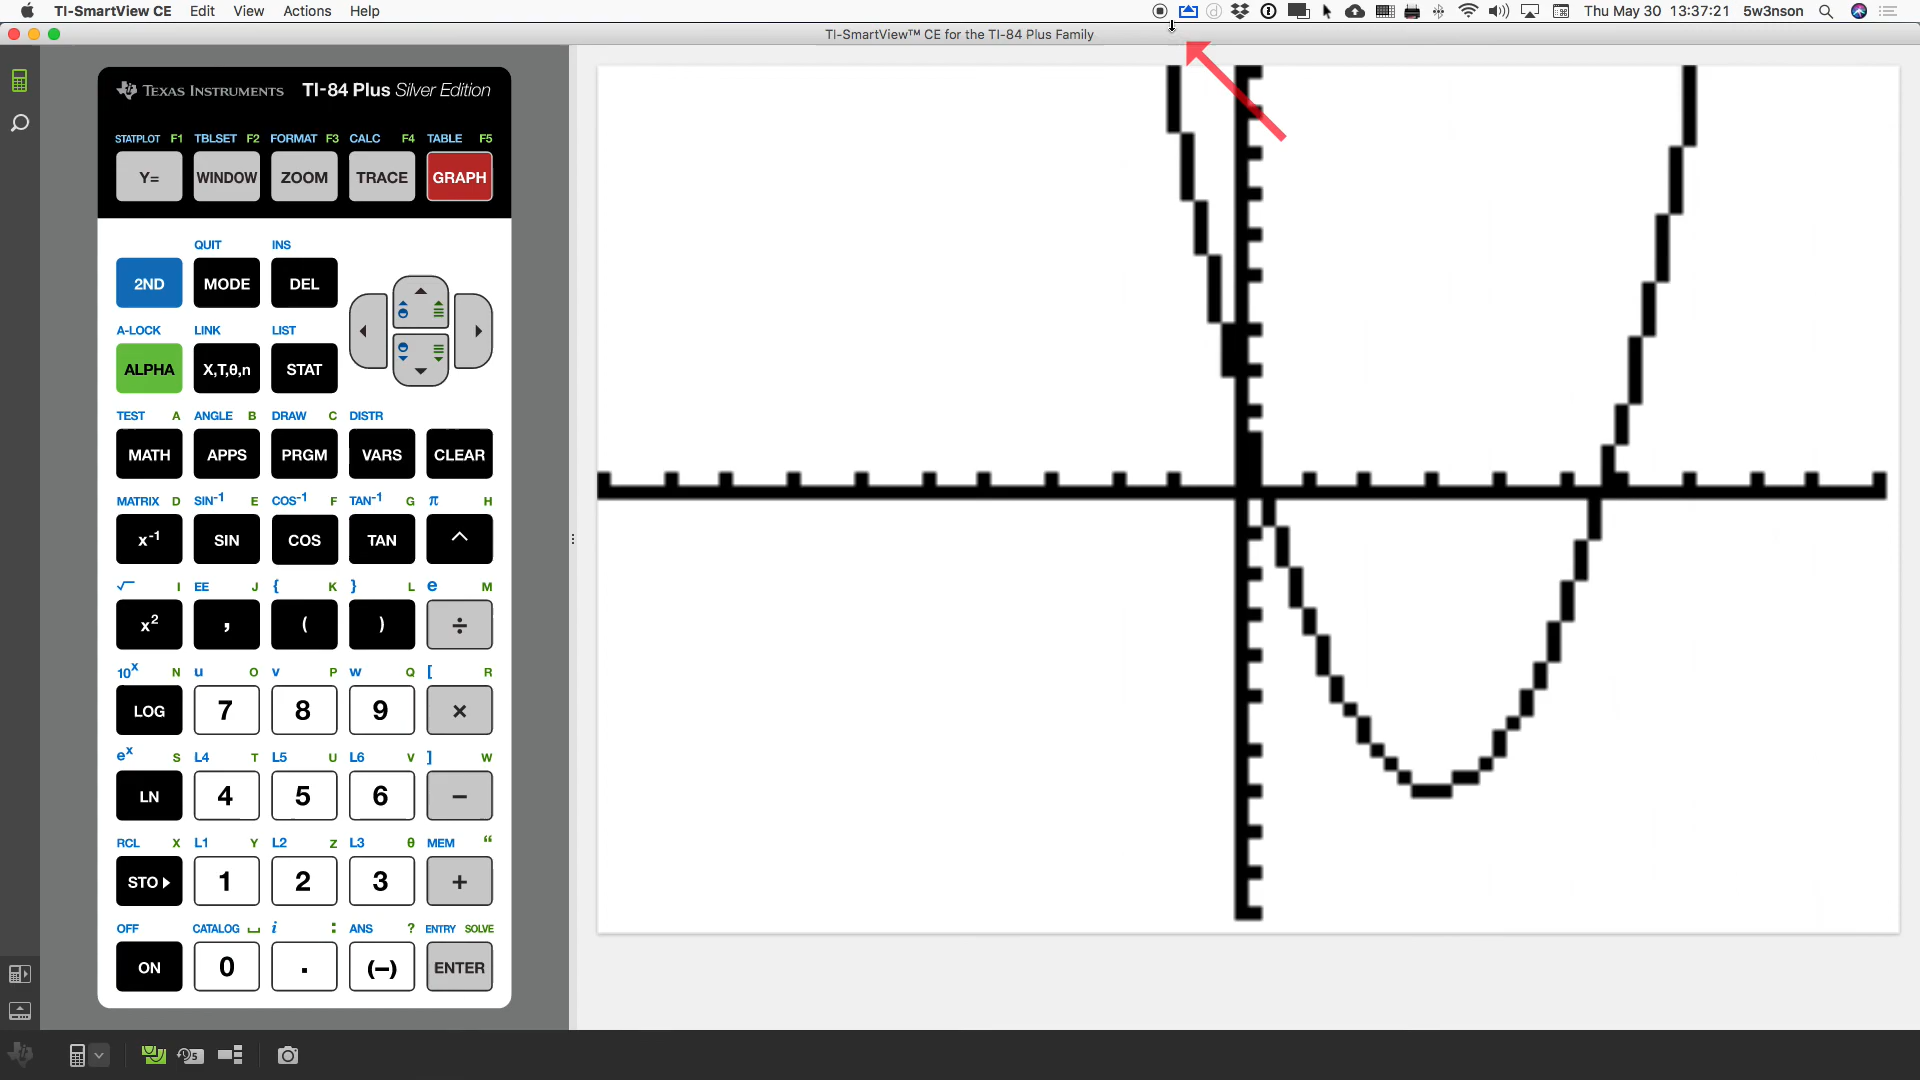 TI-SmartView CE Edit View Actions Help Thu May 30 13:37:21 5w3nson
TI-SmartView™ CE for the TI-84 Plus Family
TEXAS INSTRUMENTS TI-84 Plus Silver Edition
STATPLOT F1 TBLSET F2 FORMAT F3 CALC F4 TABLE F5
Y= WINDOW ZOOM TRACE GRAPH
QUIT INS
2ND MODE DEL
A-LOCK LINK LIST
ALPHA X,T,θ,n STAT
TEST A ANGLE B DRAW C DISTR
MATH APPS PRGM VARS CLEAR
MATRIX D SIN⁻¹ E COS⁻¹ F TAN⁻¹ G π H
x⁻¹ SIN COS TAN ^
√ I EE J { K } L e M
x² , ( ) ÷
10ˣ N u O v P w Q [ R
LOG 7 8 9 ×
eˣ S L4 T L5 U L6 V ] W
LN 4 5 6 −
RCL X L1 Y L2 Z L3 θ MEM “
STO▸ 1 2 3 +
OFF CATALOG ⎵ i : ANS ? ENTRY SOLVE
ON 0 . (−) ENTER